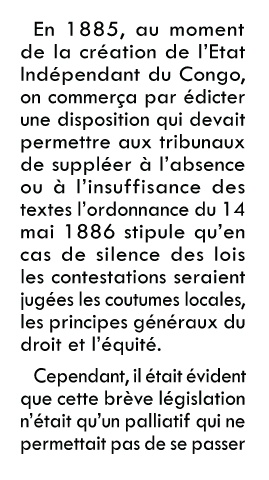 En 1885, au moment
de la création de l'Etat
Indépendant du Congo,
on commerça par édicter
une disposition qui devait
permettre aux tribunaux
de suppléer à l'absence
ou à l'insuffisance des
textes l'ordonnance du 14
mai 1886 stipule qu'en
cas de silence des lois
les contestations seraient
jugées les coutumes locales,
les principes généraux du
droit et l'équité.
Cependant, il était évident
que cette brève législation
n'était qu'un palliatif qui ne
permettait pas de se passer